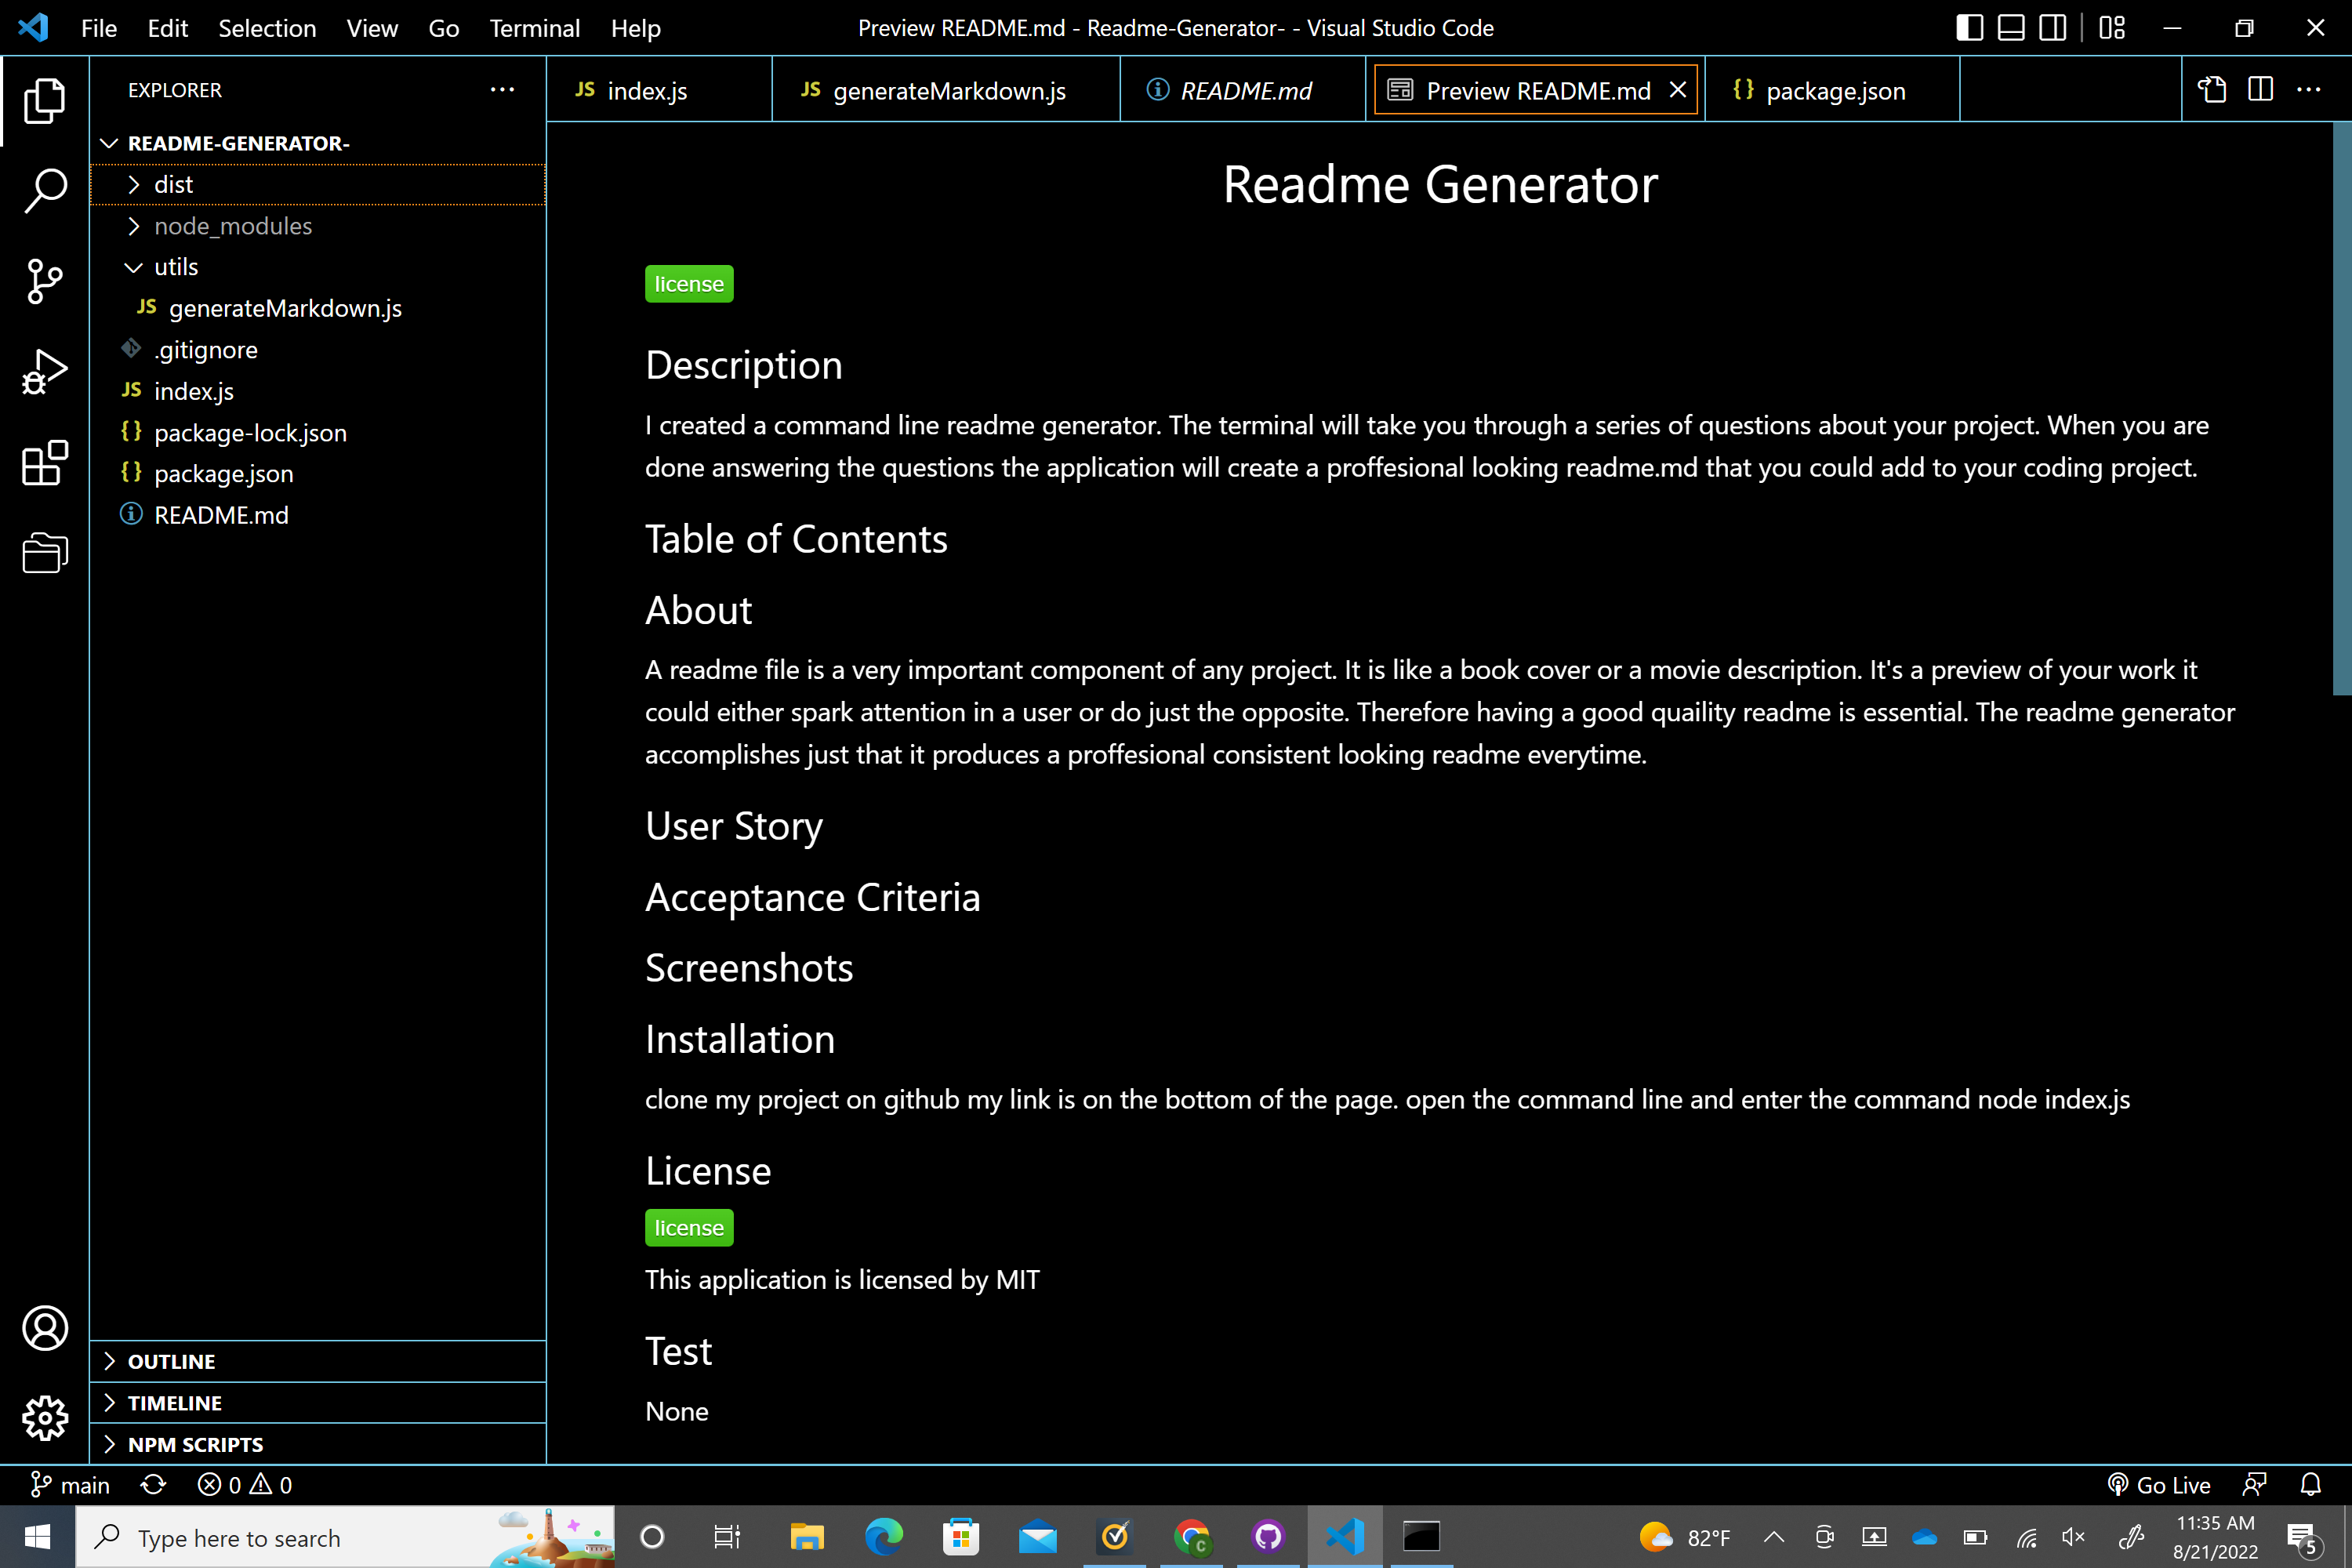 File Edit Selection View Go Terminal Help
Preview README.md - Readme-Generator- - Visual Studio Code
EXPLORER
README-GENERATOR-
dist
node_modules
utils
JS generateMarkdown.js
.gitignore
JS index.js
{} package-lock.json
{} package.json
README.md
OUTLINE
TIMELINE
NPM SCRIPTS
JS index.js
JS generateMarkdown.js
README.md
Preview README.md
{} package.json
Readme Generator
license
Description
I created a command line readme generator. The terminal will take you through a series of questions about your project. When you are
done answering the questions the application will create a proffesional looking readme.md that you could add to your coding project.
Table of Contents
About
A readme file is a very important component of any project. It is like a book cover or a movie description. It's a preview of your work it
could either spark attention in a user or do just the opposite. Therefore having a good quaility readme is essential. The readme generator
accomplishes just that it produces a proffesional consistent looking readme everytime.
User Story
Acceptance Criteria
Screenshots
Installation
clone my project on github my link is on the bottom of the page. open the command line and enter the command node index.js
License
license
This application is licensed by MIT
Test
None
main 0 0
Go Live
Type here to search
C
82°F
11:35 AM
8/21/2022
5